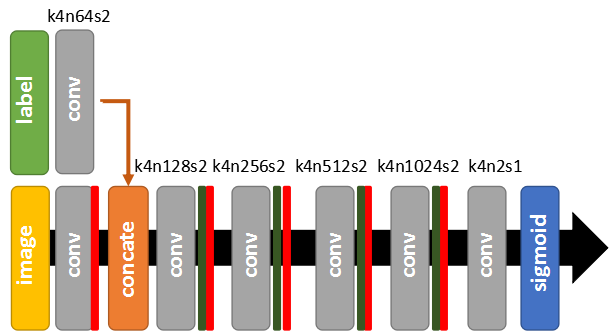 k4n64s2
label
conv
k4n128s2
k4n256s2
k4n512s2
k4n1024s2
k4n2s1
image
conv
concate
conv
conv
conv
conv
conv
sigmoid